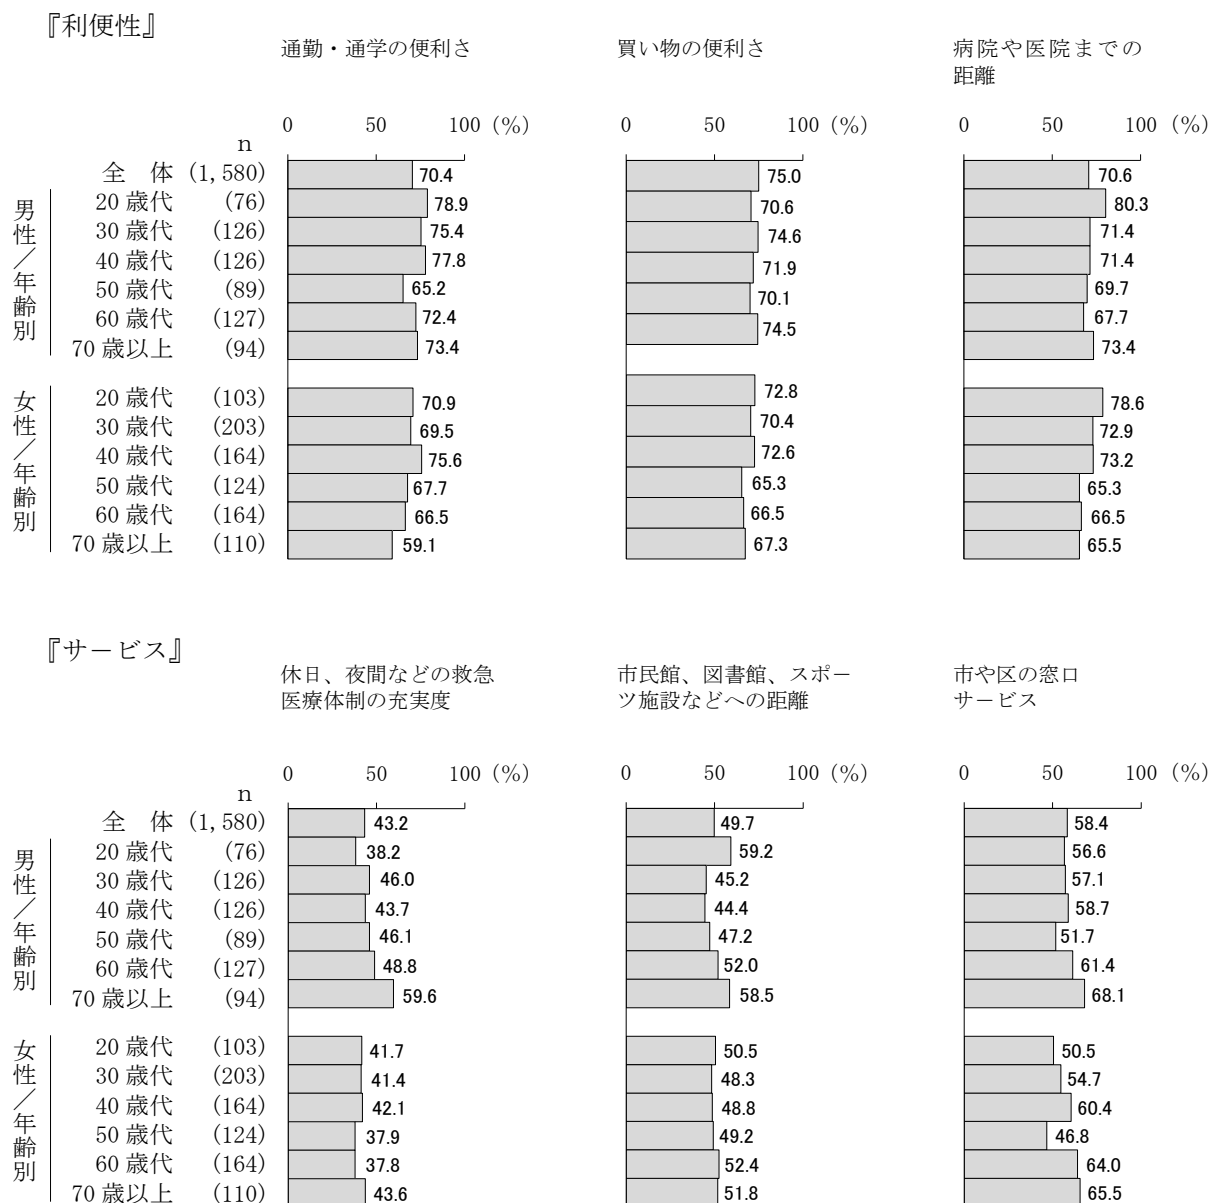 『利便性』
通勤・通学の便利さ
買い物の便利さ
病院や医院までの
距離
0 50 100 (%)
0 50 100 (%)
0 50 100 (%)
n
全 体 (1,580) 70.4 75.0 70.6
男性／年齢別
20 歳代 (76) 78.9 70.6 80.3
30 歳代 (126) 75.4 74.6 71.4
40 歳代 (126) 77.8 71.9 71.4
50 歳代 (89) 65.2 70.1 69.7
60 歳代 (127) 72.4 74.5 67.7
70 歳以上 (94) 73.4 73.4
女性／年齢別
20 歳代 (103) 70.9 72.8 78.6
30 歳代 (203) 69.5 70.4 72.9
40 歳代 (164) 75.6 72.6 73.2
50 歳代 (124) 67.7 65.3 65.3
60 歳代 (164) 66.5 66.5 66.5
70 歳以上 (110) 59.1 67.3 65.5
『サービス』
休日、夜間などの救急
医療体制の充実度
市民館、図書館、スポー
ツ施設などへの距離
市や区の窓口
サービス
0 50 100 (%)
0 50 100 (%)
0 50 100 (%)
n
全 体 (1,580) 43.2 49.7 58.4
男性／年齢別
20 歳代 (76) 38.2 59.2 56.6
30 歳代 (126) 46.0 45.2 57.1
40 歳代 (126) 43.7 44.4 58.7
50 歳代 (89) 46.1 47.2 51.7
60 歳代 (127) 48.8 52.0 61.4
70 歳以上 (94) 59.6 58.5 68.1
女性／年齢別
20 歳代 (103) 41.7 50.5 50.5
30 歳代 (203) 41.4 48.3 54.7
40 歳代 (164) 42.1 48.8 60.4
50 歳代 (124) 37.9 49.2 46.8
60 歳代 (164) 37.8 52.4 64.0
70 歳以上 (110) 43.6 51.8 65.5